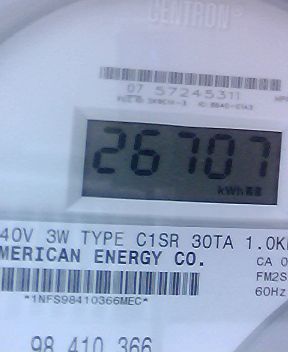 CENTRON®
07 57245311
26707
kWh
40V 3W TYPE C1SR 30TA 1.0K
MERICAN ENERGY CO.
CA 0
FM2S
60Hz
*1NFS98410366MEC*
98 410 366